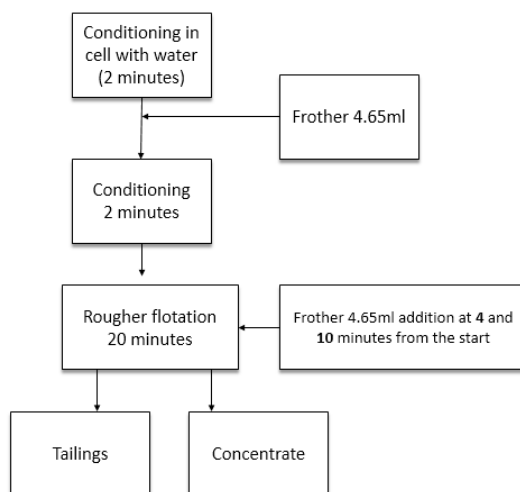 Conditioning in
cell with water
(2 minutes)
Frother 4.65ml
Conditioning
2 minutes
Rougher flotation
20 minutes
Frother 4.65ml addition at 4 and
10 minutes from the start
Tailings
Concentrate